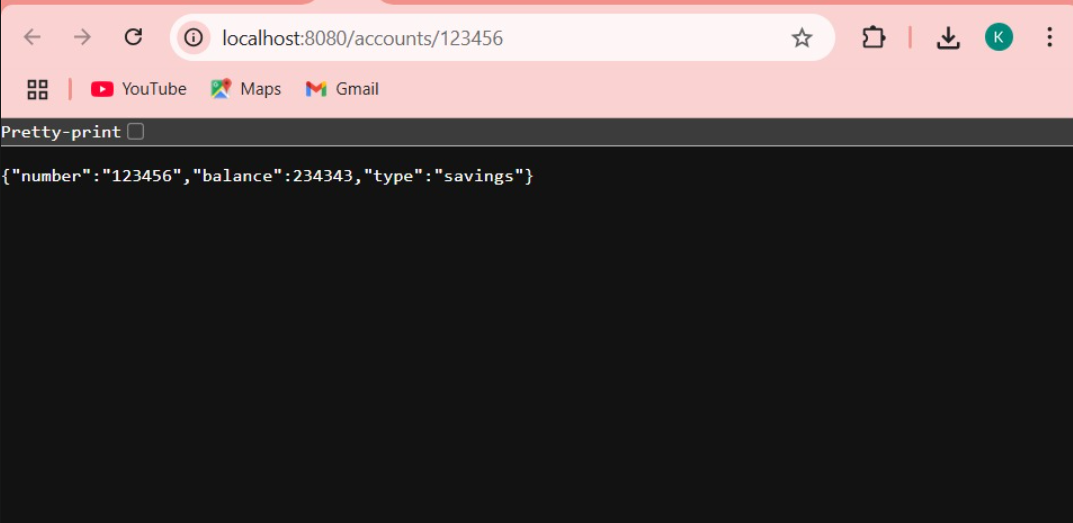 localhost:8080/accounts/123456
K
YouTube Maps Gmail
Pretty-print
{"number":"123456","balance":234343,"type":"savings"}